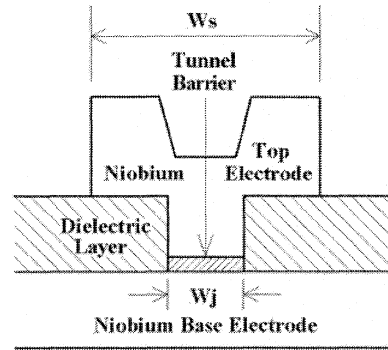 Ws
Tunnel
Barrier
Niobium
Top
Electrode
Dielectric
Layer
Wj
Niobium Base Electrode